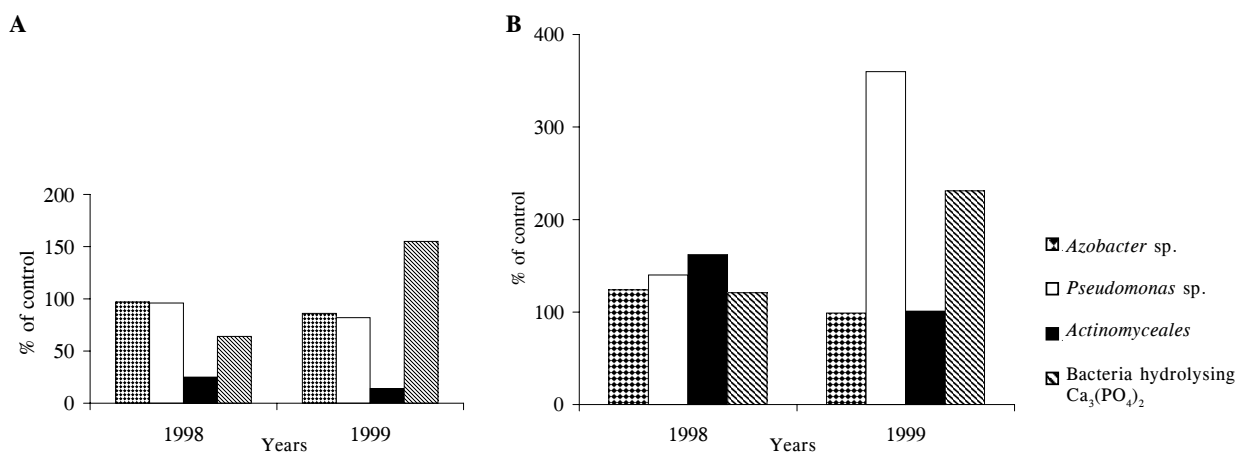 A
% of control
200
150
100
50
0
1998
1999
Years
B
% of control
400
300
200
100
0
1998
1999
Years
Azobacter sp.
Pseudomonas sp.
Actinomyceales
Bacteria hydrolysing
Ca₃(PO₄)₂